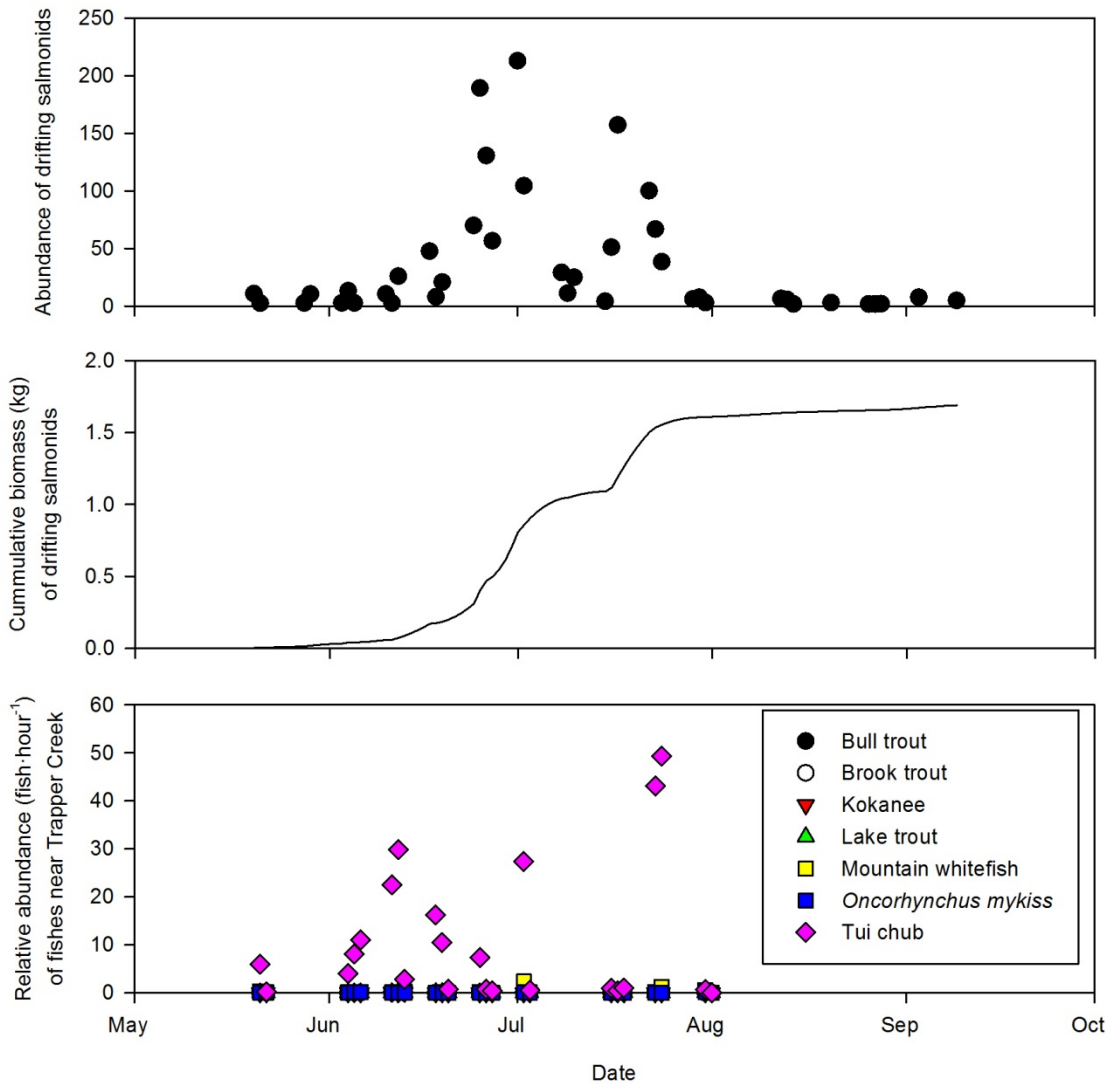 Abundance of drifting salmonids
250
200
150
100
50
0
Cummulative biomass (kg)
of drifting salmonids
2.0
1.5
1.0
0.5
0.0
Relative abundance (fish·hour⁻¹)
of fishes near Trapper Creek
60
50
40
30
20
10
0
Bull trout
Brook trout
Kokanee
Lake trout
Mountain whitefish
Oncorhynchus mykiss
Tui chub
May
Jun
Jul
Aug
Sep
Oct
Date